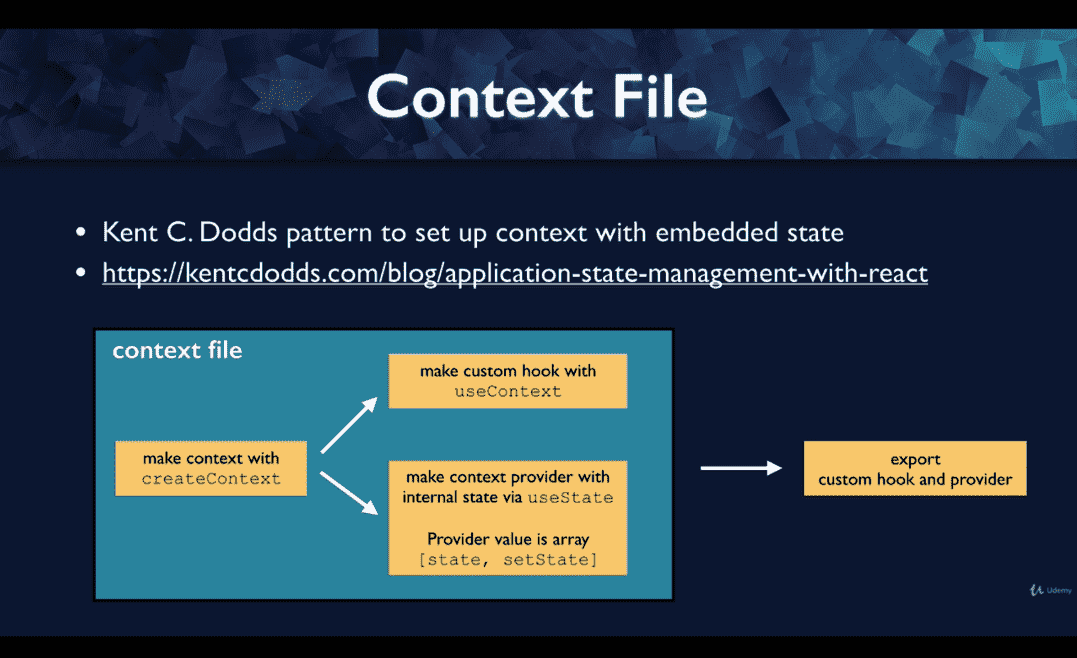 Context File
• Kent C. Dodds pattern to set up context with embedded state
• https://kentcdodds.com/blog/application-state-management-with-react
context file
make context with
createContext
make custom hook with
useContext
make context provider with
internal state via useState
Provider value is array
[state, setState]
export
custom hook and provider
Udemy